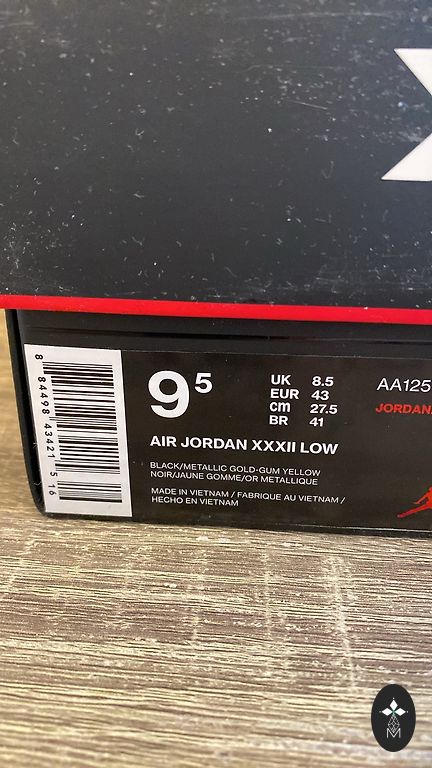 8 84498 43421 5 16
9⁵
UK 8.5
EUR 43
cm 27.5
BR 41
AA125
JORDAN
AIR JORDAN XXXII LOW
BLACK/METALLIC GOLD-GUM YELLOW
NOIR/JAUNE GOMME/OR METALLIQUE
MADE IN VIETNAM / FABRIQUE AU VIETNAM /
HECHO EN VIETNAM